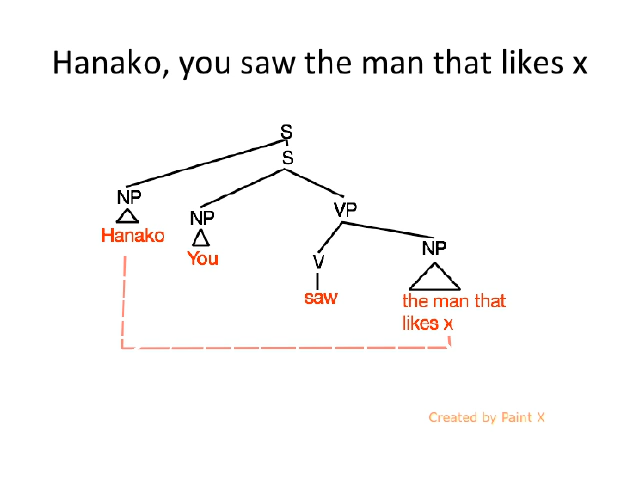 Hanako, you saw the man that likes x
S
S
NP
NP
VP
Hanako
You
V
NP
saw
the man that
likes x
Created by Paint X